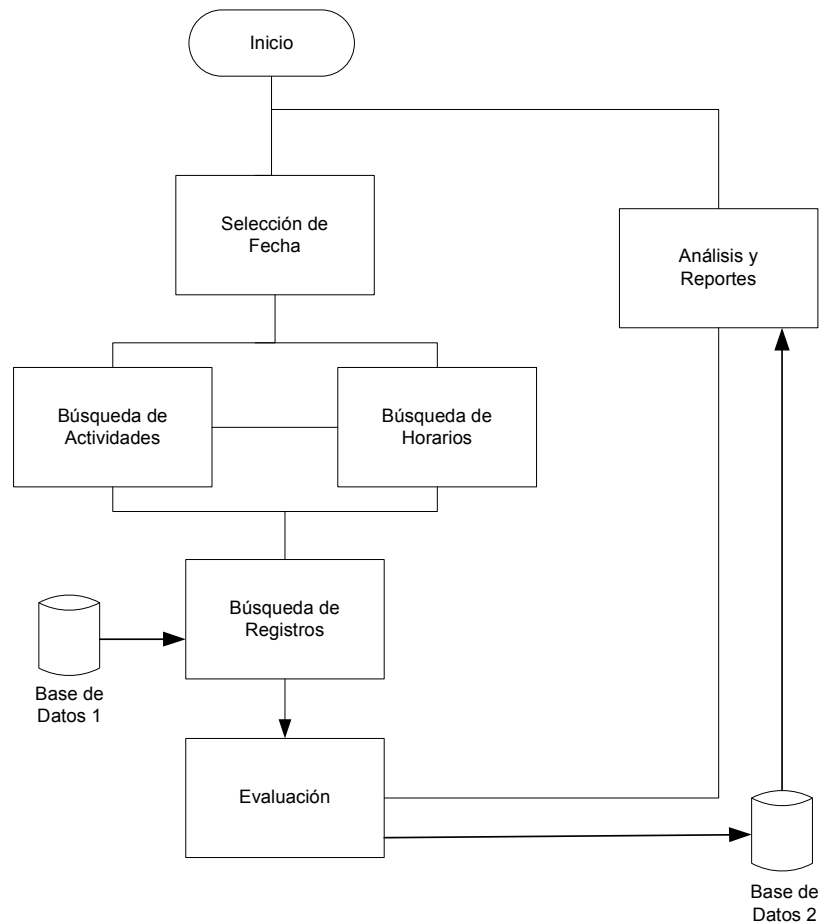 Inicio
Selección de
Fecha
Análisis y
Reportes
Búsqueda de
Actividades
Búsqueda de
Horarios
Búsqueda de
Registros
Base de
Datos 1
Evaluación
Base de
Datos 2